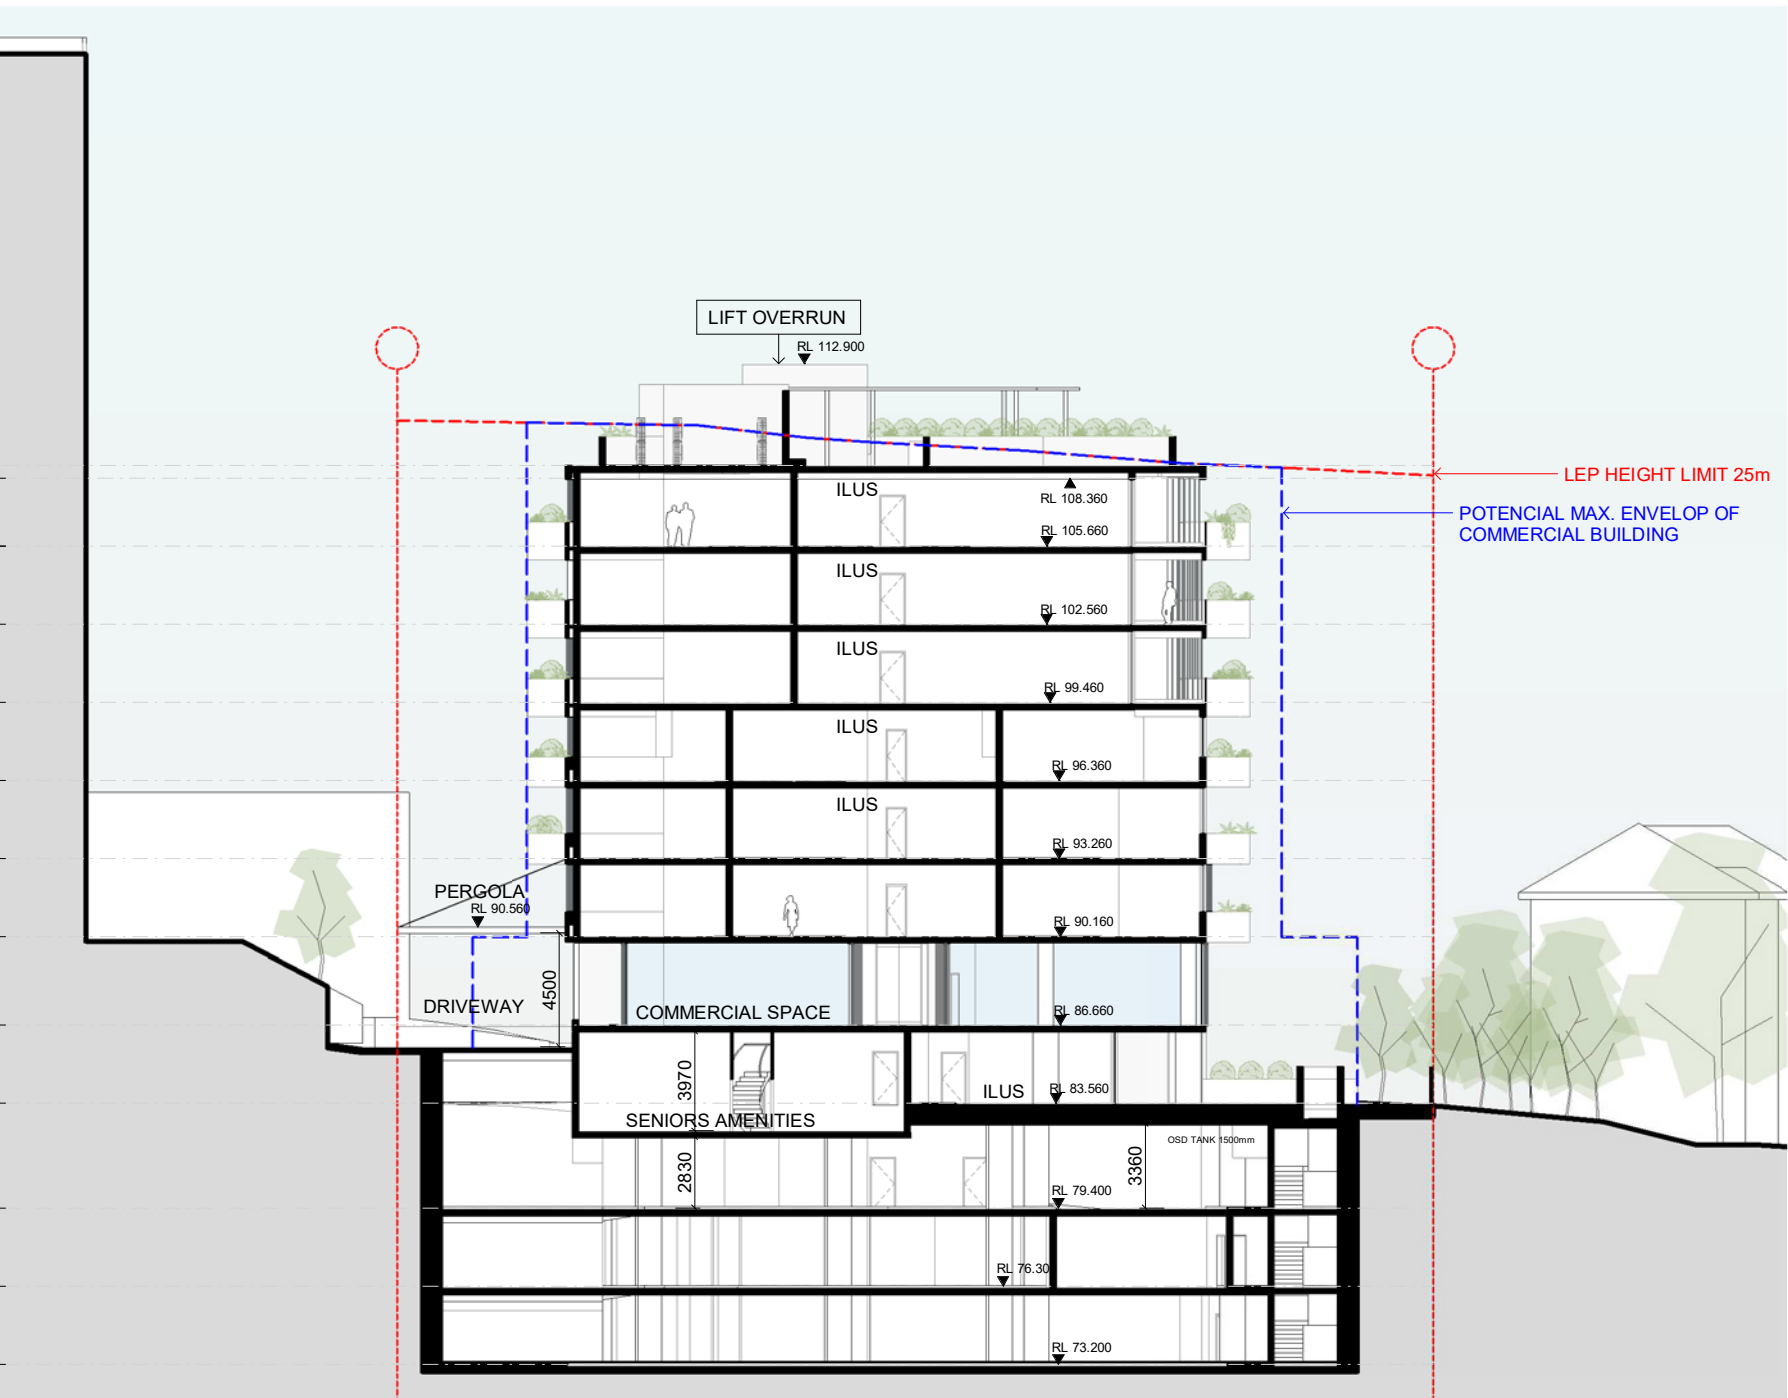 LIFT OVERRUN
RL 112.900
LEP HEIGHT LIMIT 25m
ILUS
RL 108.360
POTENCIAL MAX. ENVELOP OF
COMMERCIAL BUILDING
RL 105.660
ILUS
RL 102.560
ILUS
RL 99.460
ILUS
RL 96.360
ILUS
RL 93.260
PERGOLA
RL 90.560
RL 90.160
4500
DRIVEWAY
COMMERCIAL SPACE
RL 86.660
3970
ILUS
RL 83.560
SENIORS AMENITIES
OSD TANK 1500mm
2830
3360
RL 79.400
RL 76.30
RL 73.200